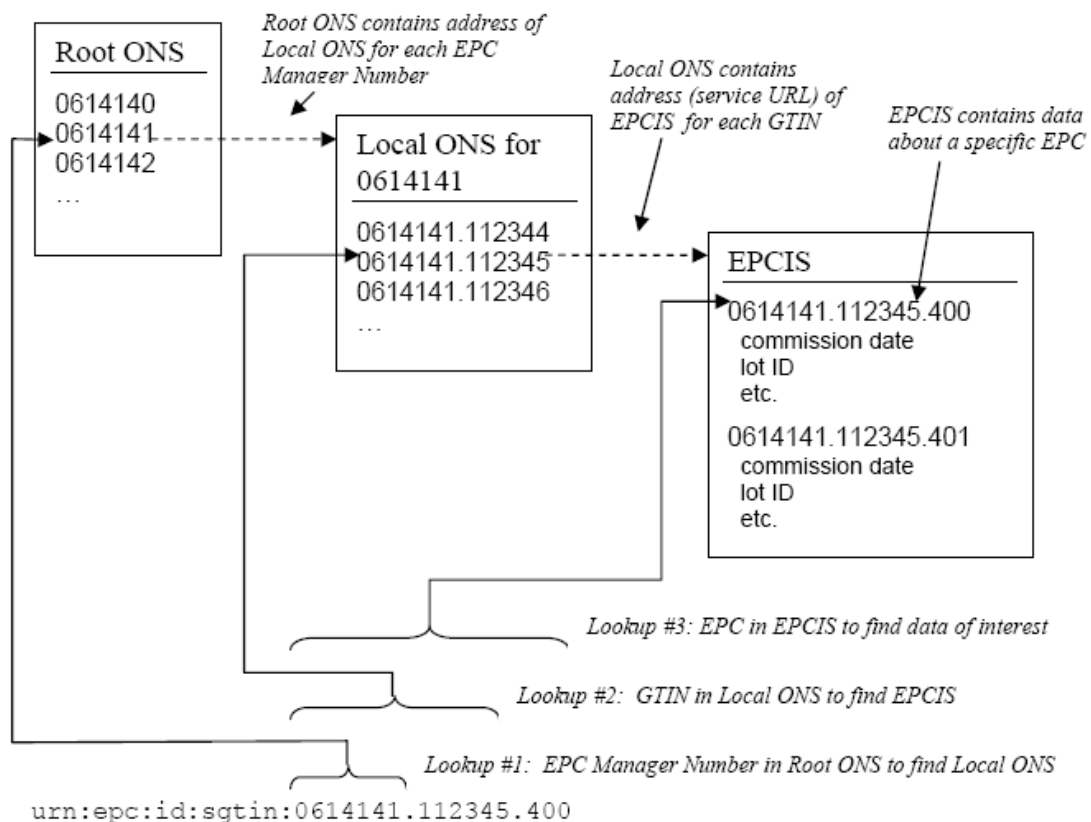 Root ONS
0614140
0614141
0614142
...
Root ONS contains address of
Local ONS for each EPC
Manager Number
Local ONS for
0614141
0614141.112344
0614141.112345
0614141.112346
...
Local ONS contains
address (service URL) of
EPCIS for each GTIN
EPCIS contains data
about a specific EPC
EPCIS
0614141.112345.400
commission date
lot ID
etc.
0614141.112345.401
commission date
lot ID
etc.
Lookup #3: EPC in EPCIS to find data of interest
Lookup #2: GTIN in Local ONS to find EPCIS
Lookup #1: EPC Manager Number in Root ONS to find Local ONS
urn:epc:id:sgtin:0614141.112345.400